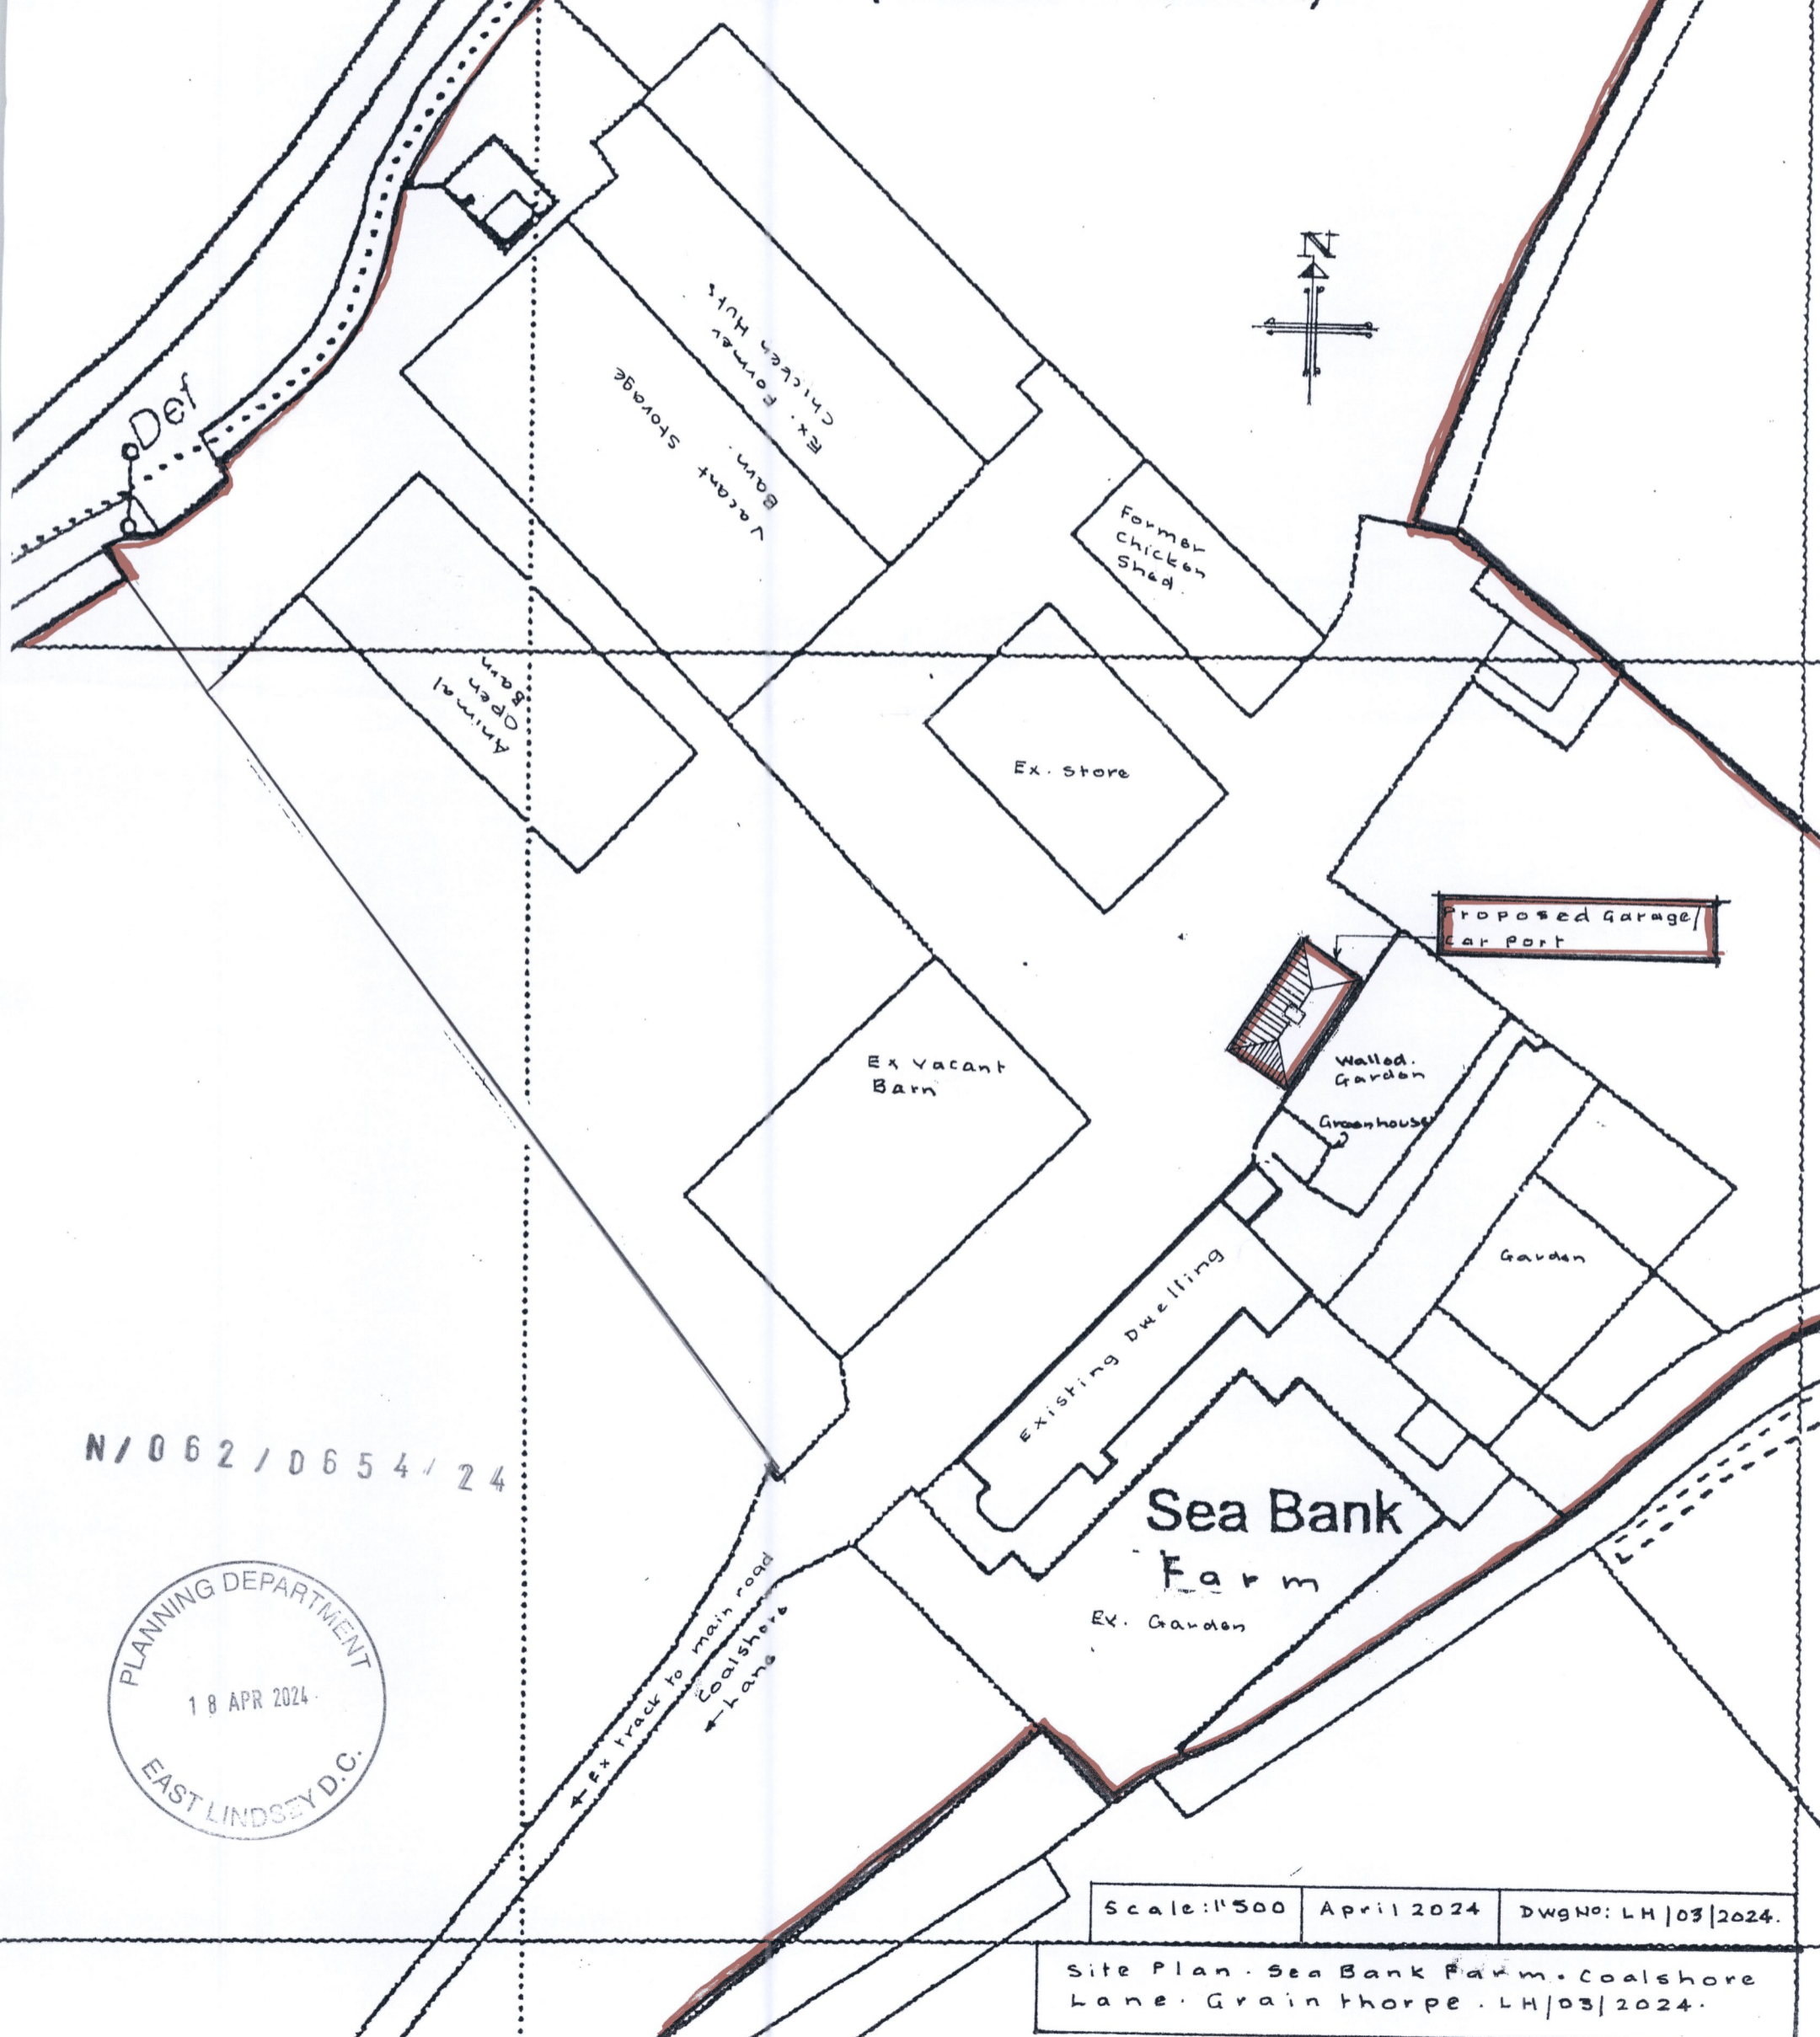 N
Def
Ex. Former
Chicken Huts
Vacant Storage
Barn.
Former
Chicken
Shed.
Animal
Open
Barn
Ex. Store
Proposed Garage/
Car Port
Ex Vacant
Barn
Walled.
Garden
Greenhouse
Garden
Existing Dwelling
Sea Bank
Farm
Ex. Garden
N/062/0654/24
PLANNING DEPARTMENT
18 APR 2024
EAST LINDSEY D.C.
← Ex track to main road
Coalshore
← Lane
Scale: 1"500
April 2024
Dwg No: LH/03/2024.
Site Plan. Sea Bank Farm. Coalshore
Lane. Grainthorpe. LH/03/2024.